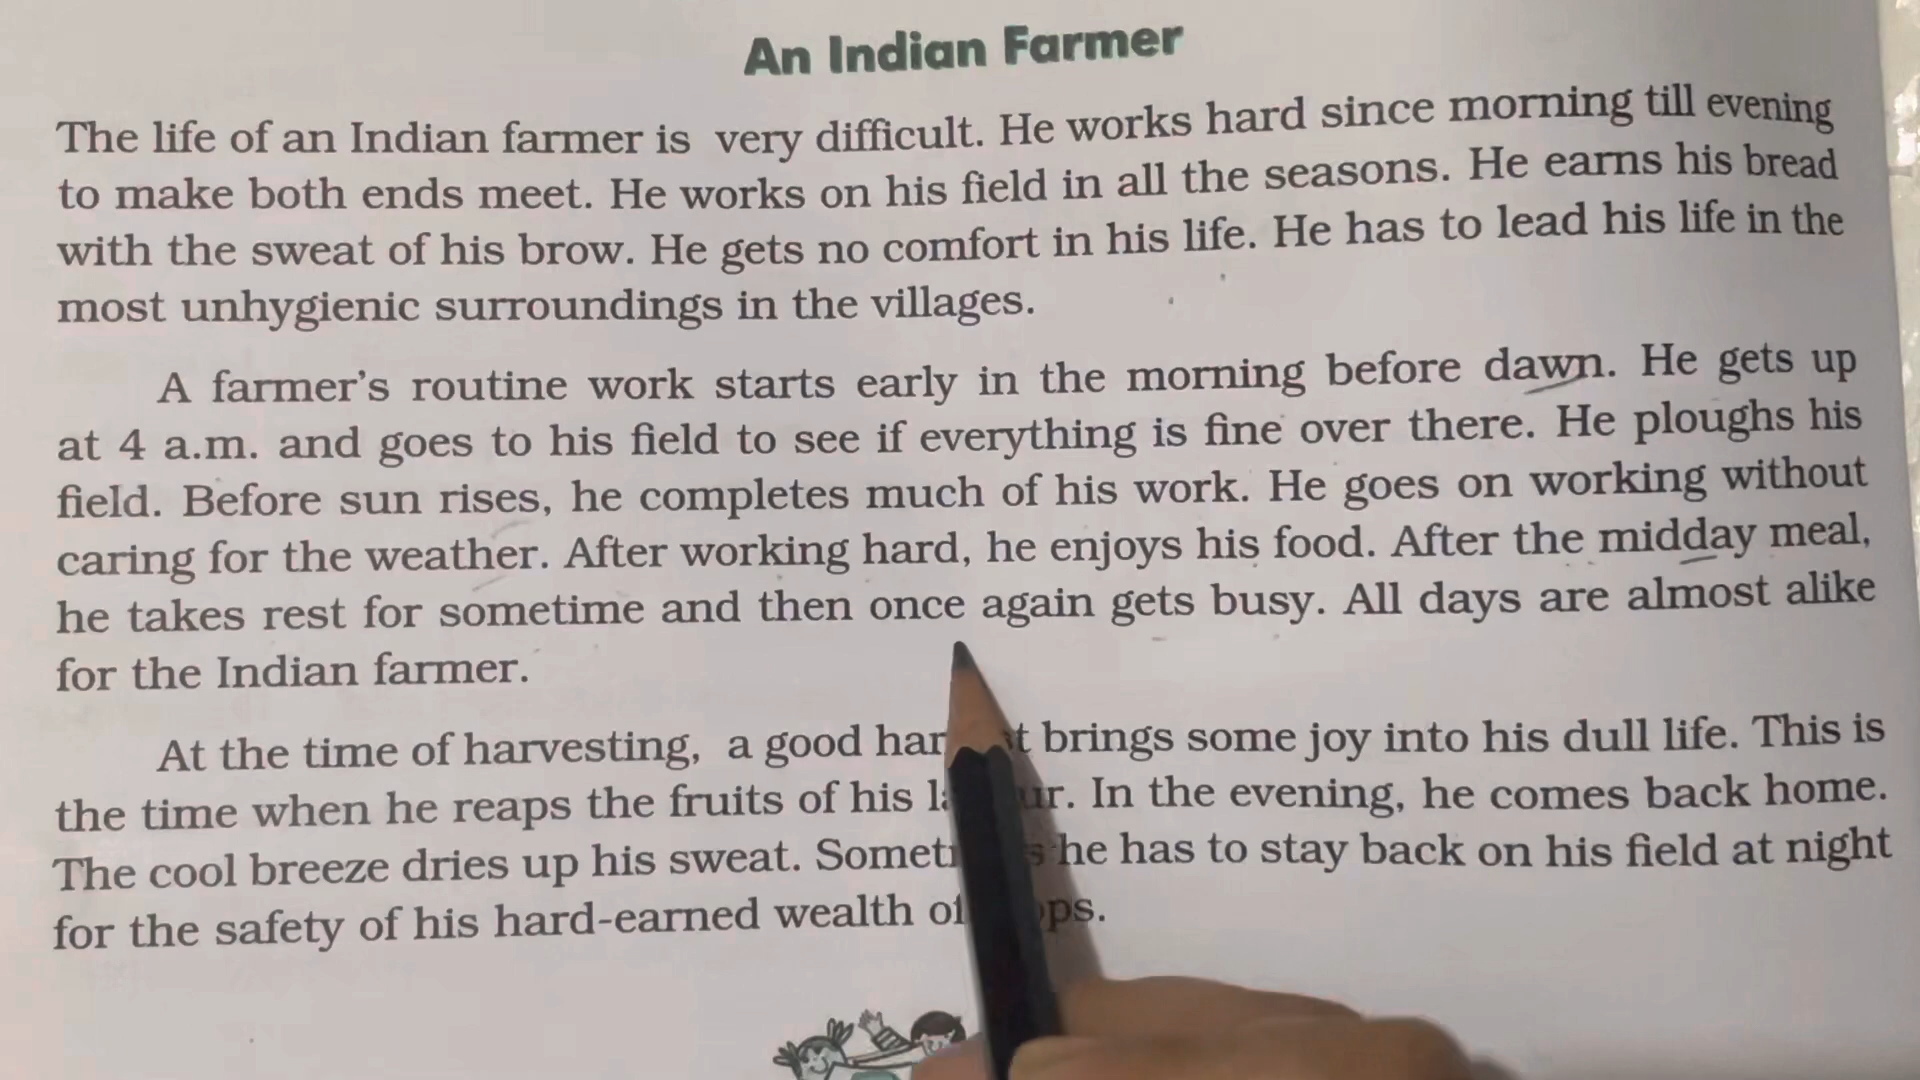 An Indian Farmer
The life of an Indian farmer is very difficult. He works hard since morning till evening
to make both ends meet. He works on his field in all the seasons. He earns his bread
with the sweat of his brow. He gets no comfort in his life. He has to lead his life in the
most unhygienic surroundings in the villages.
A farmer's routine work starts early in the morning before dawn. He gets up
at 4 a.m. and goes to his field to see if everything is fine over there. He ploughs his
field. Before sun rises, he completes much of his work. He goes on working without
caring for the weather. After working hard, he enjoys his food. After the midday meal,
he takes rest for sometime and then once again gets busy. All days are almost alike
for the Indian farmer.
At the time of harvesting, a good brings some joy into his dull life. This is
the time when he reaps the fruits of his In the evening, he comes back home.
The cool breeze dries up his sweat. he has to stay back on his field at night
for the safety of his hard-earned wealth